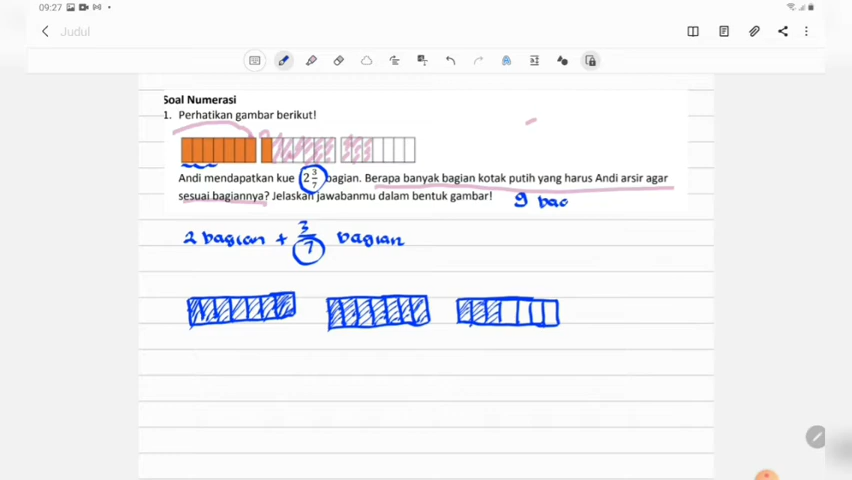 09:27
Judul
Soal Numerasi
1. Perhatikan gambar berikut!
Andi mendapatkan kue 2 3/7 bagian. Berapa banyak bagian kotak putih yang harus Andi arsir agar
sesuai bagiannya? Jelaskan jawabanmu dalam bentuk gambar!
9 bac
2 bagian + 3/7 bagian